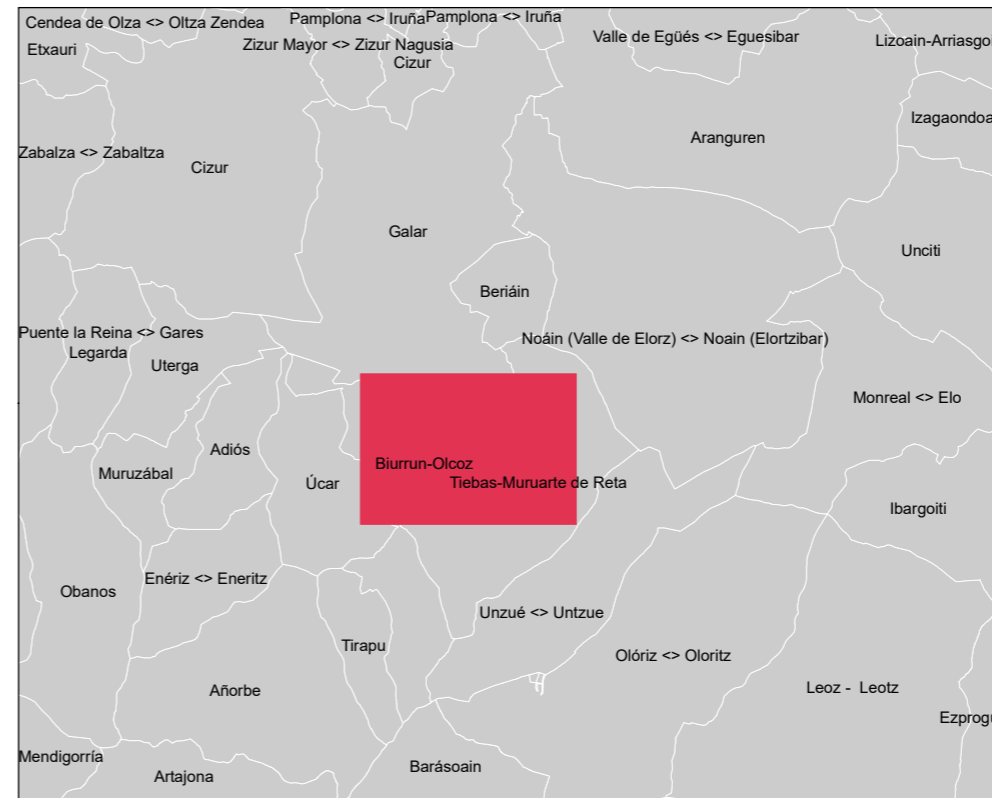 Cendea de Olza <> Oltza Zendea
Pamplona <> Iruña
Pamplona <> Iruña
Etxauri
Zizur Mayor <> Zizur Nagusia
Cizur
Valle de Egüés <> Eguesibar
Lizoain-Arriasgoi
Izagaondoa
Aranguren
Zabalza <> Zabaltza
Cizur
Galar
Unciti
Beriáin
Puente la Reina <> Gares
Noáin (Valle de Elorz) <> Noain (Elortzibar)
Legarda
Uterga
Monreal <> Elo
Adiós
Biurrun-Olcoz
Muruzábal
Úcar
Tiebas-Muruarte de Reta
Ibargoiti
Enériz <> Eneritz
Obanos
Unzué <> Untzue
Tirapu
Olóriz <> Oloritz
Añorbe
Leoz - Leotz
Ezprogu
Mendigorría
Artajona
Barásoain